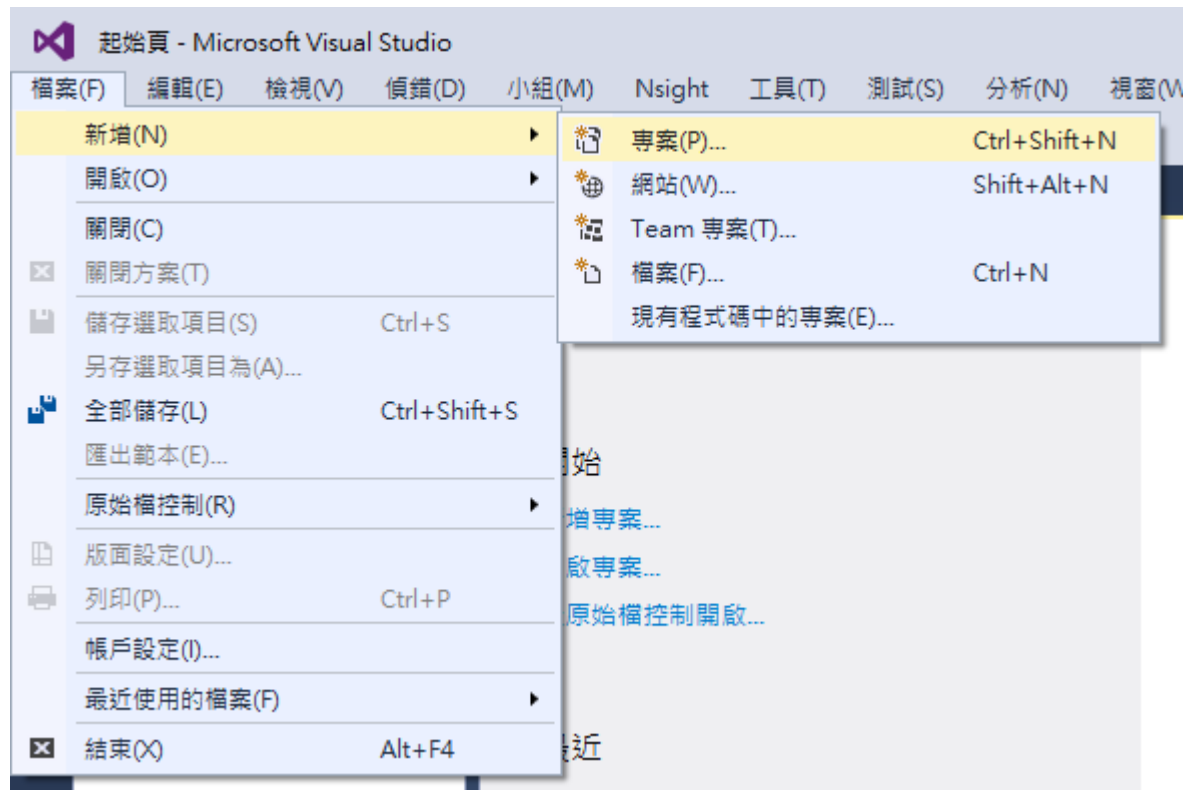 起始頁 - Microsoft Visual Studio
檔案(F) 編輯(E) 檢視(V) 偵錯(D) 小組(M) Nsight 工具(T) 測試(S) 分析(N) 視窗(W
新增(N)
開啟(O)
關閉(C)
關閉方案(T)
儲存選取項目(S) Ctrl+S
另存選取項目為(A)...
全部儲存(L) Ctrl+Shift+S
匯出範本(E)...
原始檔控制(R)
版面設定(U)...
列印(P)... Ctrl+P
帳戶設定(I)...
最近使用的檔案(F)
結束(X) Alt+F4
專案(P)... Ctrl+Shift+N
網站(W)... Shift+Alt+N
Team 專案(T)...
檔案(F)... Ctrl+N
現有程式碼中的專案(E)...
始
增專案...
啟專案...
原始檔控制開啟...
近